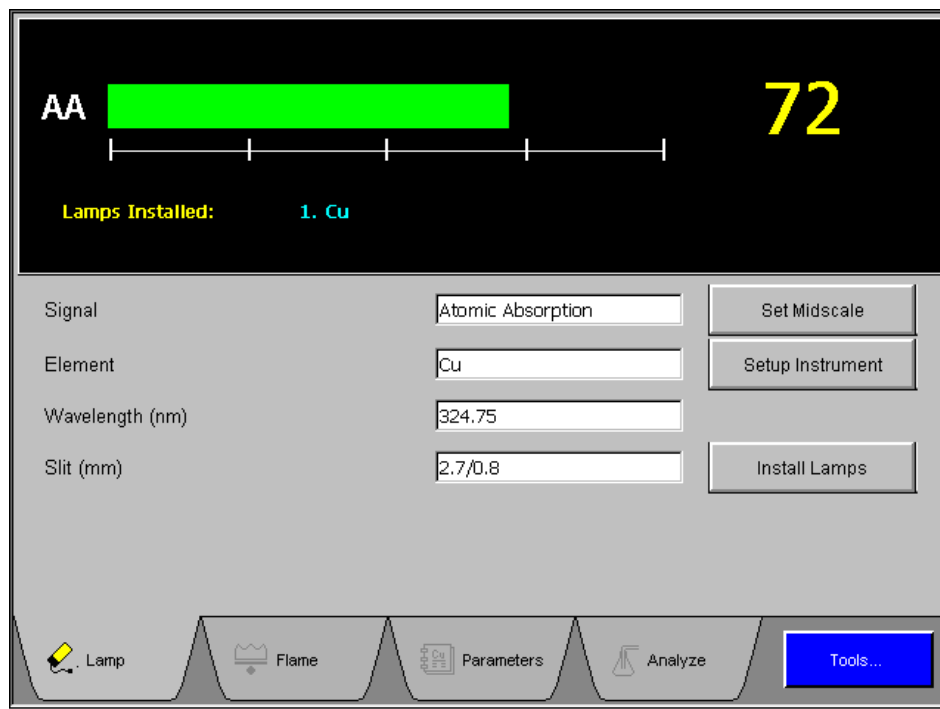 AA 72
Lamps Installed: 1. Cu
Signal Atomic Absorption Set Midscale
Element Cu Setup Instrument
Wavelength (nm) 324.75
Slit (mm) 2.7/0.8 Install Lamps
Lamp Flame Cu Parameters Analyze Tools...